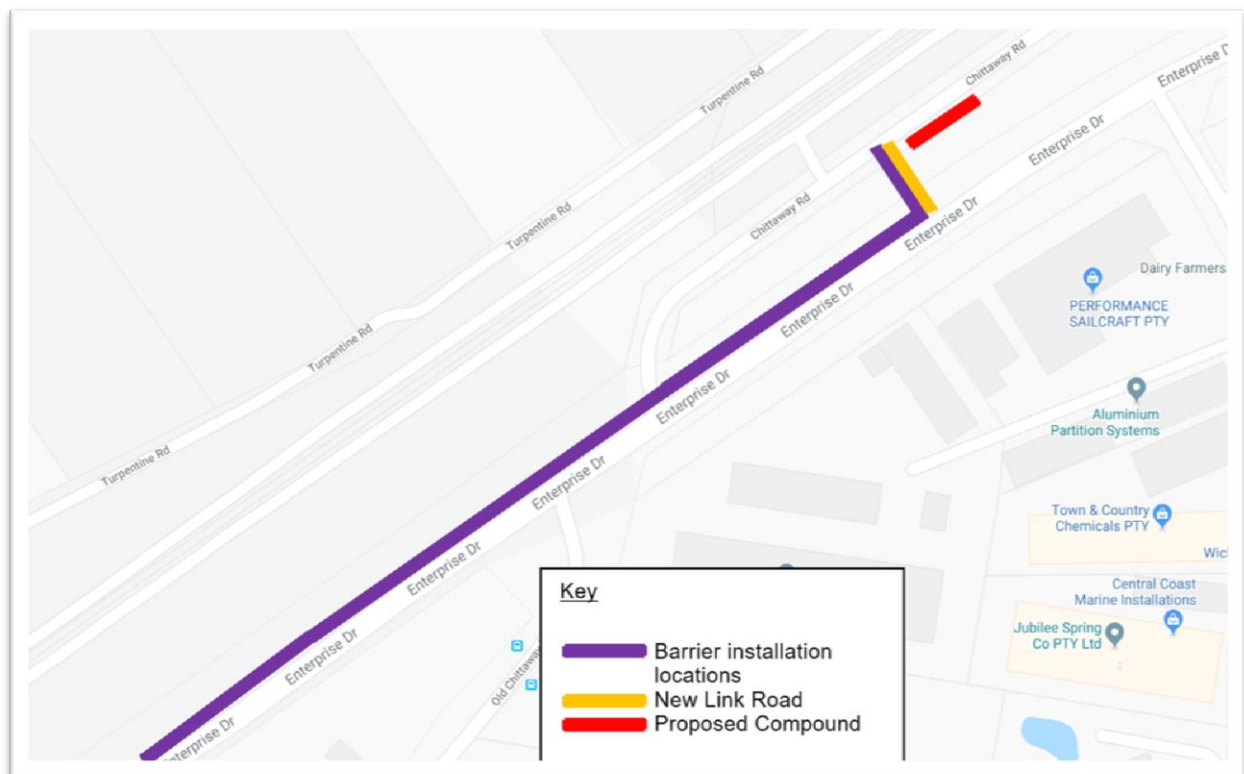 Chittaway Rd
Enterprise D
Turpentine Rd
Enterprise Dr
Turpentine Rd
Chittaway Rd
Enterprise Dr
Dairy Farmers
PERFORMANCE
SAILCRAFT PTY
Enterprise Dr
Turpentine Rd
Enterprise Dr
Aluminium
Partition Systems
Turpentine Rd
Enterprise Dr
Town & Country
Chemicals PTY
Enterprise Dr
Central Coast
Marine Installations
Jubilee Spring
Co PTY Ltd
Enterprise Dr
Old Chittaway
Enterprise Dr
Key
Barrier installation
locations
New Link Road
Proposed Compound